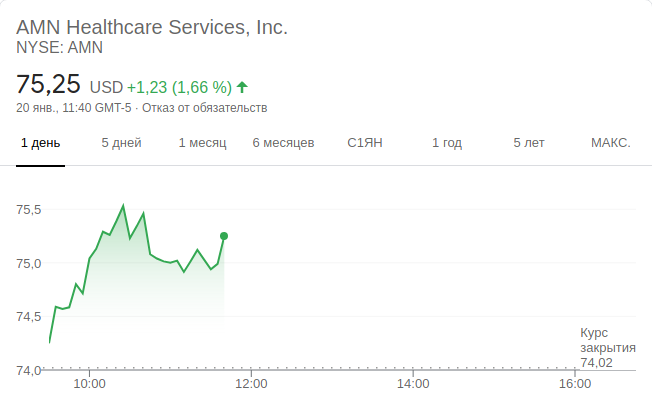 AMN Healthcare Services, Inc.
NYSE: AMN
75,25 USD +1,23 (1,66 %)
20 янв., 11:40 GMT-5 · Отказ от обязательств
1 день 5 дней 1 месяц 6 месяцев С1ЯН 1 год 5 лет МАКС.
75,5
75,0
74,5
Курс
закрытия
74,02
74,0
10:00 12:00 14:00 16:00